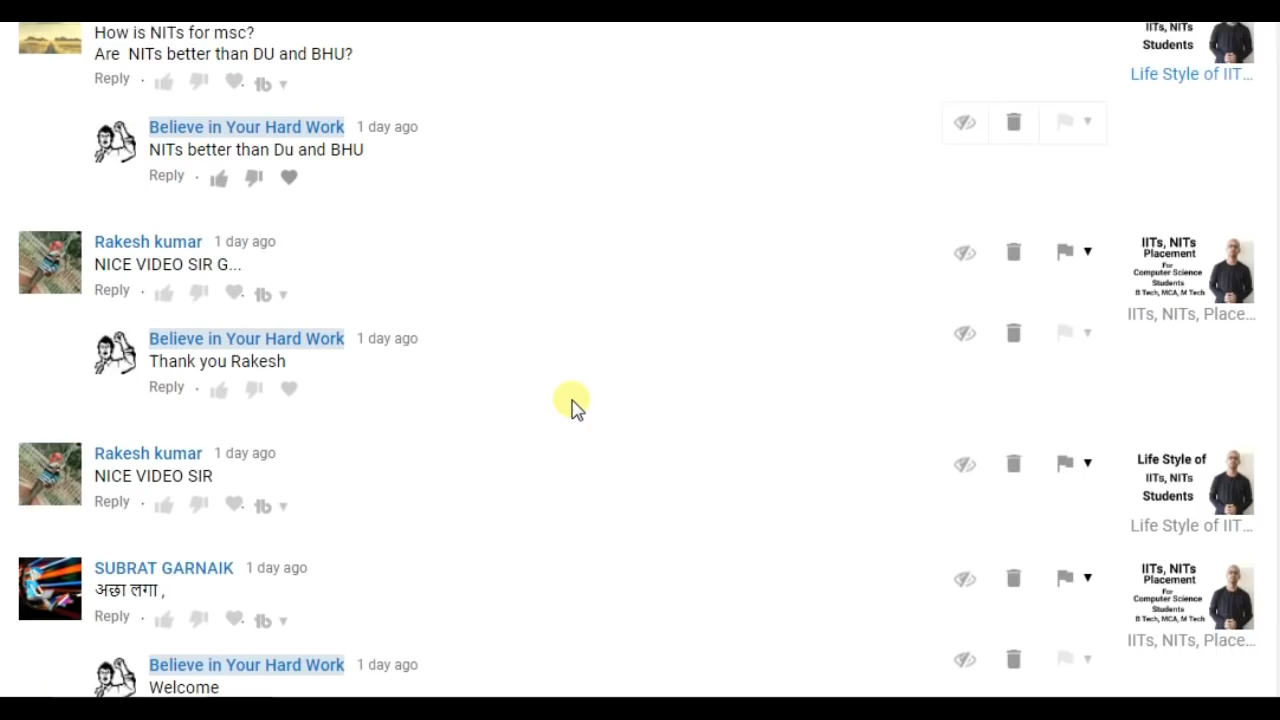 How is NITs for msc?
Are NITs better than DU and BHU?
Reply
IITs, NITs
Students
Life Style of IIT...
Believe in Your Hard Work 1 day ago
NITs better than Du and BHU
Reply
Rakesh kumar 1 day ago
NICE VIDEO SIR G...
Reply
IITs, NITs
Placement
For
Computer Science
Students
B Tech, MCA, M Tech
IITs, NITs, Place...
Believe in Your Hard Work 1 day ago
Thank you Rakesh
Reply
Rakesh kumar 1 day ago
NICE VIDEO SIR
Reply
Life Style of
IITs, NITs
Students
Life Style of IIT...
SUBRAT GARNAIK 1 day ago
अछा लगा ,
Reply
IITs, NITs
Placement
For
Computer Science
Students
B Tech, MCA, M Tech
IITs, NITs, Place...
Believe in Your Hard Work 1 day ago
Welcome